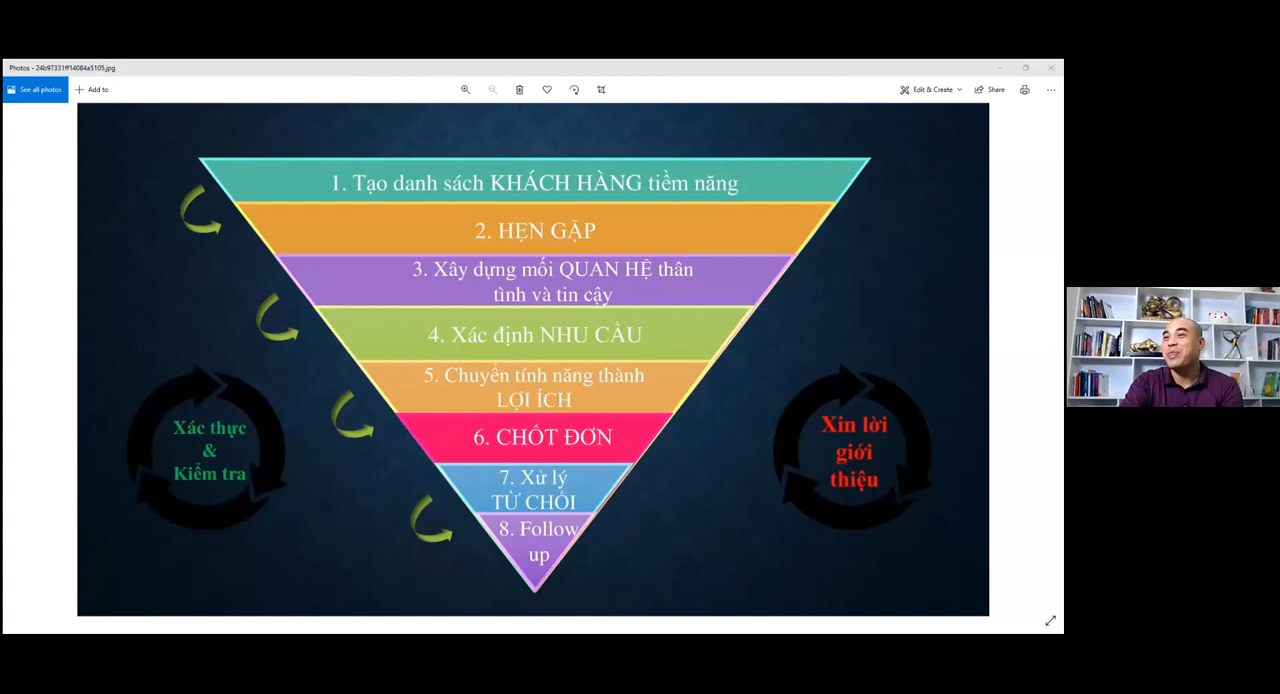 Photos - 24b97331ff14084a5105.jpg
See all photos
Add to
Edit & Create
Share
1. Tạo danh sách KHÁCH HÀNG tiềm năng
2. HẸN GẶP
3. Xây dựng mối QUAN HỆ thân
tình và tin cậy
4. Xác định NHU CẦU
5. Chuyển tính năng thành
LỢI ÍCH
6. CHỐT ĐƠN
7. Xử lý
TỪ CHỐI
8. Follow
up
Xác thực
&
Kiểm tra
Xin lời
giới
thiệu